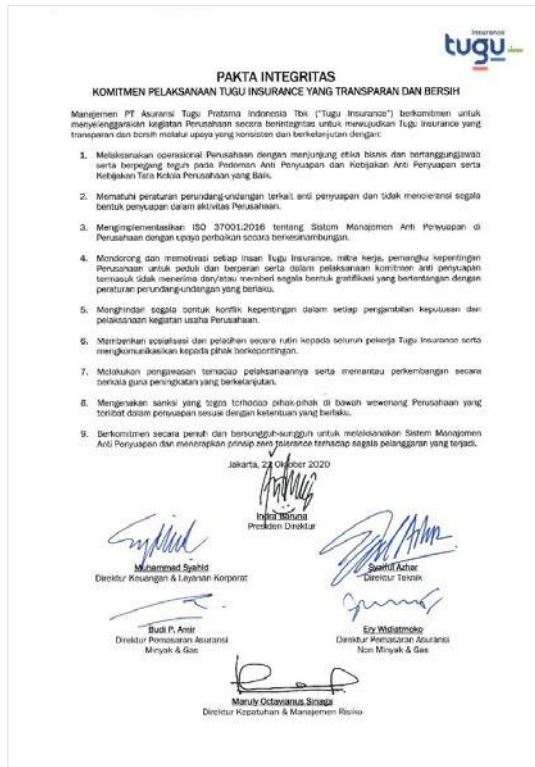 insurance
tugu
PAKTA INTEGRITAS
KOMITMEN PELAKSANAAN TUGU INSURANCE YANG TRANSPARAN DAN BERSIH
Manajemen PT Asuransi Tugu Pratama Indonesia Tbk ("Tugu Insurance") berkomitmen untuk
menyelenggarakan kegiatan Perusahaan secara berintegritas untuk mewujudkan Tugu Insurance yang
transparan dan bersih melalui upaya yang konsisten dan berkelanjutan dengan:
1. Melaksanakan operasional Perusahaan dengan menjunjung etika bisnis dan bertanggungjawab
serta berpegang teguh pada Pedoman Anti Penyuapan dan Kebijakan Anti Penyuapan serta
Kebijakan Tata Kelola Perusahaan yang Baik.
2. Mematuhi peraturan perundang-undangan terkait anti penyuapan dan tidak menoleransi segala
bentuk penyuapan dalam aktivitas Perusahaan.
3. Mengimplementasikan ISO 37001:2016 tentang Sistem Manajemen Anti Penyuapan di
Perusahaan dengan upaya perbaikan secara berkesinambungan.
4. Mendorong dan memotivasi setiap Insan Tugu Insurance, mitra kerja, pemangku kepentingan
Perusahaan untuk peduli dan berperan serta dalam pelaksanaan komitmen anti penyuapan
termasuk tidak menerima dan/atau memberi segala bentuk gratifikasi yang bertentangan dengan
peraturan perundang-undangan yang berlaku.
5. Menghindari segala bentuk konflik kepentingan dalam setiap pengambilan keputusan dan
pelaksanaan kegiatan usaha Perusahaan.
6. Memberikan sosialisasi dan pelatihan secara rutin kepada seluruh pekerja Tugu Insurance serta
mengkomunikasikan kepada pihak berkepentingan.
7. Melakukan pengawasan terhadap pelaksanaannya serta memantau perkembangan secara
berkala guna peningkatan yang berkelanjutan.
8. Mengenakan sanksi yang tegas terhadap pihak-pihak di bawah wewenang Perusahaan yang
terlibat dalam penyuapan sesuai dengan ketentuan yang berlaku.
9. Berkomitmen secara penuh dan bersungguh-sungguh untuk melaksanakan Sistem Manajemen
Anti Penyuapan dan menerapkan prinsip zero tolerance terhadap segala pelanggaran yang terjadi.
Jakarta, Oktober 2020
Indra Baruna
Presiden Direktur
Muhammad Syahid
Direktur Keuangan & Layanan Korporat
Syaiful Azhar
Direktur Teknik
Budi P. Amir
Direktur Pemasaran Asuransi
Minyak & Gas
Ery Widiatmoko
Direktur Pemasaran Asuransi
Non Minyak & Gas
Maruly Octavianus Sinaga
Direktur Kepatuhan & Manajemen Risiko